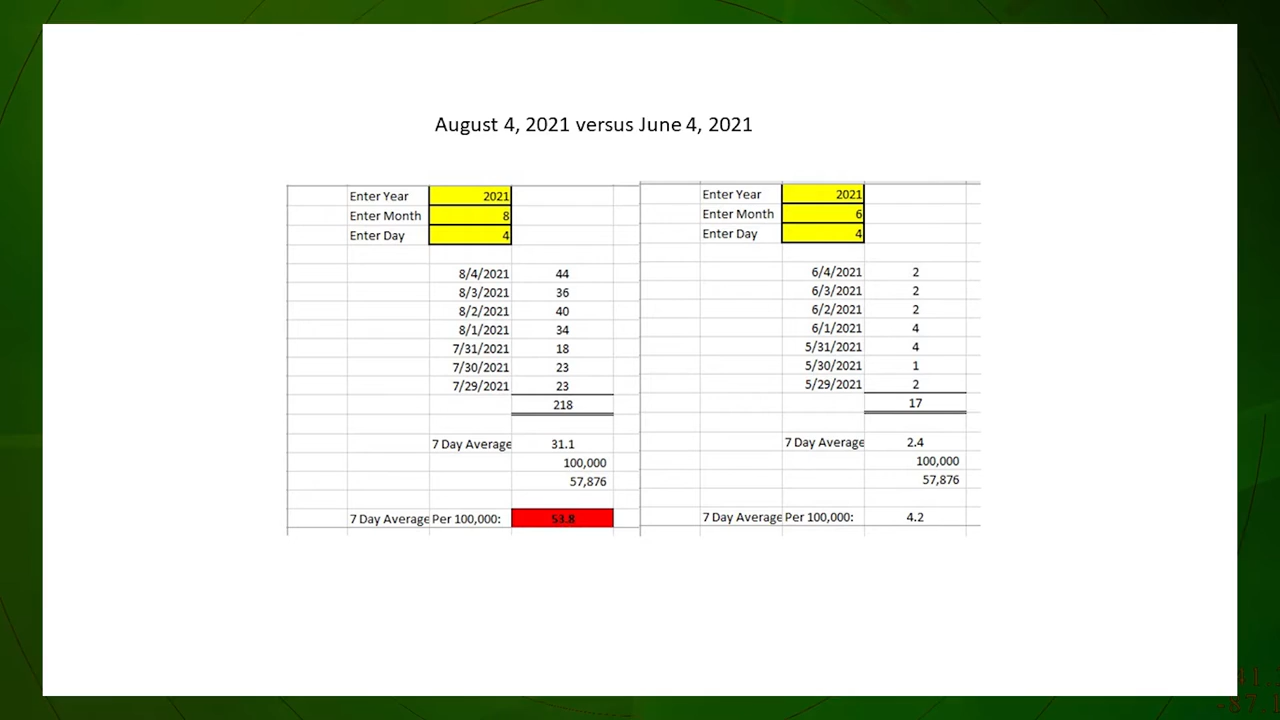 August 4, 2021 versus June 4, 2021
Enter Year 2021
Enter Month 8
Enter Day 4
8/4/2021 44
8/3/2021 36
8/2/2021 40
8/1/2021 34
7/31/2021 18
7/30/2021 23
7/29/2021 23
218
7 Day Average 31.1
100,000
57,876
7 Day Average Per 100,000: 53.8
Enter Year 2021
Enter Month 6
Enter Day 4
6/4/2021 2
6/3/2021 2
6/2/2021 2
6/1/2021 4
5/31/2021 4
5/30/2021 1
5/29/2021 2
17
7 Day Average 2.4
100,000
57,876
7 Day Average Per 100,000: 4.2